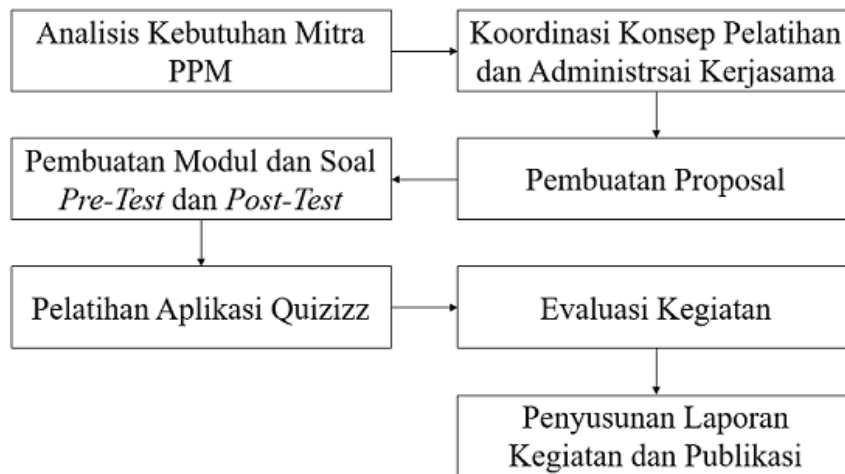 Analisis Kebutuhan Mitra
PPM
Koordinasi Konsep Pelatihan
dan Administrsai Kerjasama
Pembuatan Proposal
Pembuatan Modul dan Soal
Pre-Test dan Post-Test
Pelatihan Aplikasi Quizizz
Evaluasi Kegiatan
Penyusunan Laporan
Kegiatan dan Publikasi